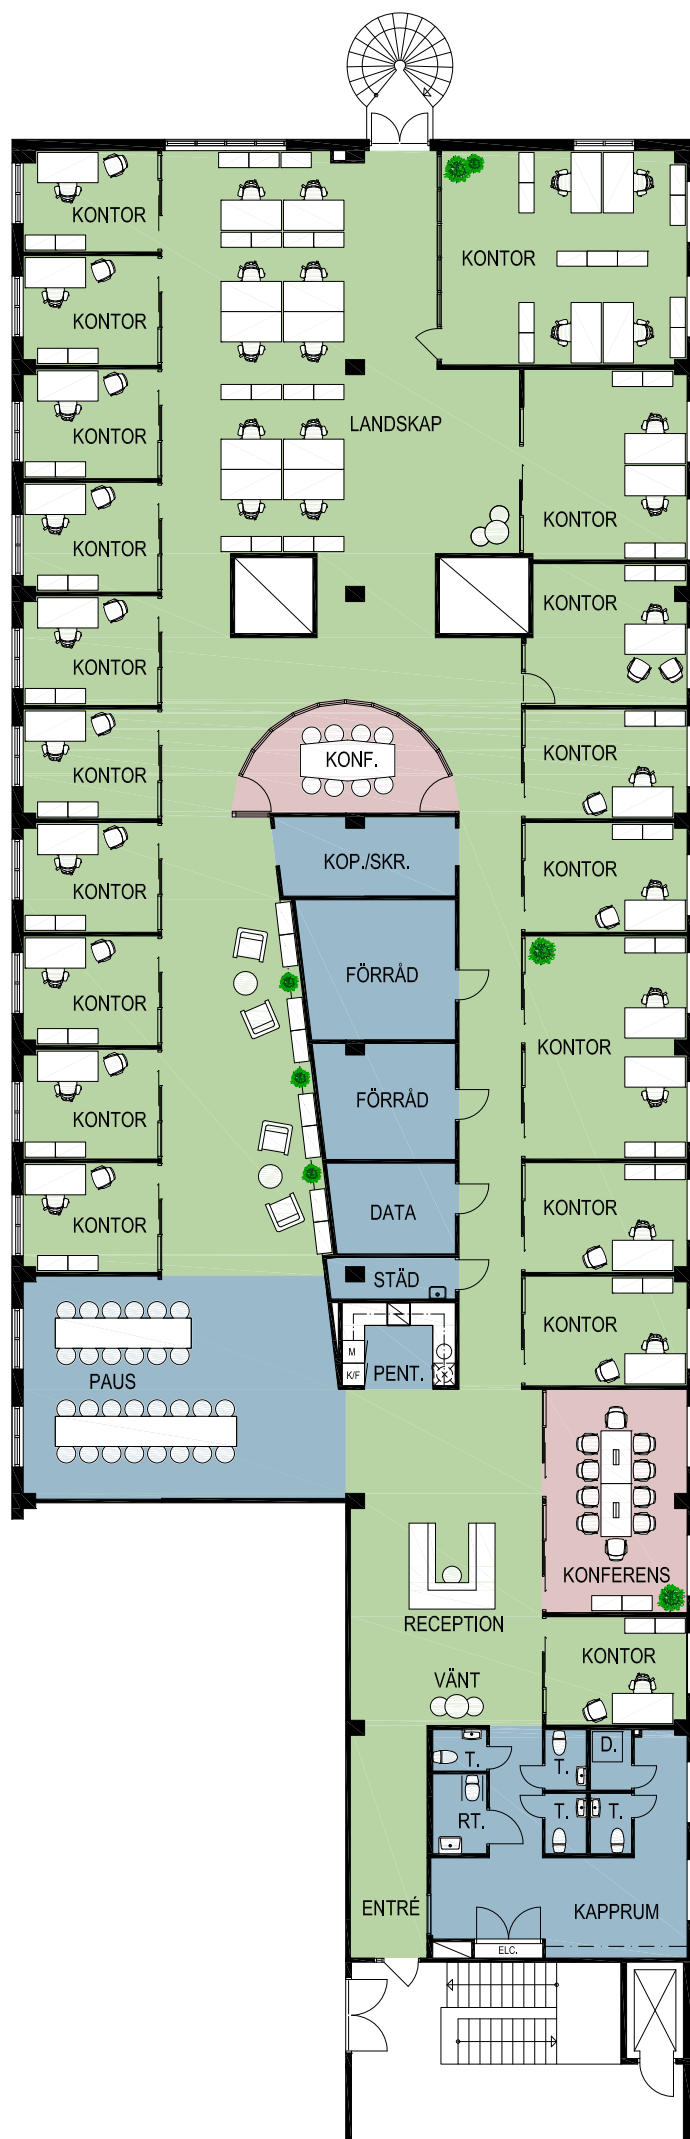 KONTOR
KONTOR
KONTOR
LANDSKAP
KONTOR
KONTOR
KONTOR
KONTOR
KONTOR
KONTOR
KONTOR
KONF.
KONTOR
KONTOR
KOP./SKR.
KONTOR
KONTOR
FÖRRÅD
KONTOR
KONTOR
FÖRRÅD
KONTOR
DATA
KONTOR
KONTOR
STÄD
KONTOR
M
K/F
PENT.
PAUS
KONFERENS
RECEPTION
KONTOR
VÄNT
D.
T.
T.
RT.
T.
T.
ENTRÉ
KAPPRUM
ELC.